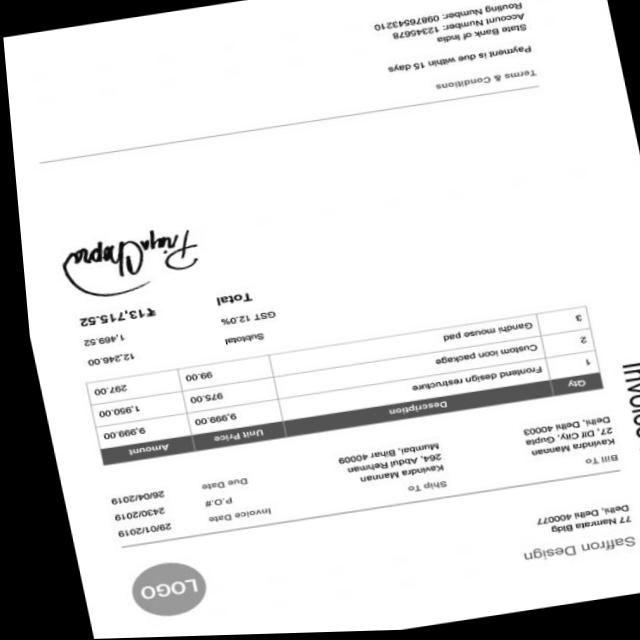 Saffron Design
77 Namrata Bldg
Delhi, Delhi 400077
LOGO
Bill To
Kavindra Mannan
27, Dlf City, Gupta
Delhi, Delhi 40003
Ship To
Kavindra Mannan
264, Abdul Rehman
Mumbai, Bihar 40009
Invoice Date 29/01/2019
P.O.# 2430/2019
Due Date 26/04/2019
Qty Description Unit Price Amount
1 Frontend design restructure 9,999.00 9,999.00
2 Custom icon package 975.00 1,950.00
3 Gandhi mouse pad 99.00 297.00
Subtotal 12,246.00
GST 12.0% 1,469.52
Total ₹13,715.52
Priya Chopra
Terms & Conditions
Payment is due within 15 days
State Bank of India
Account Number: 12345678
Routing Number: 09876543210